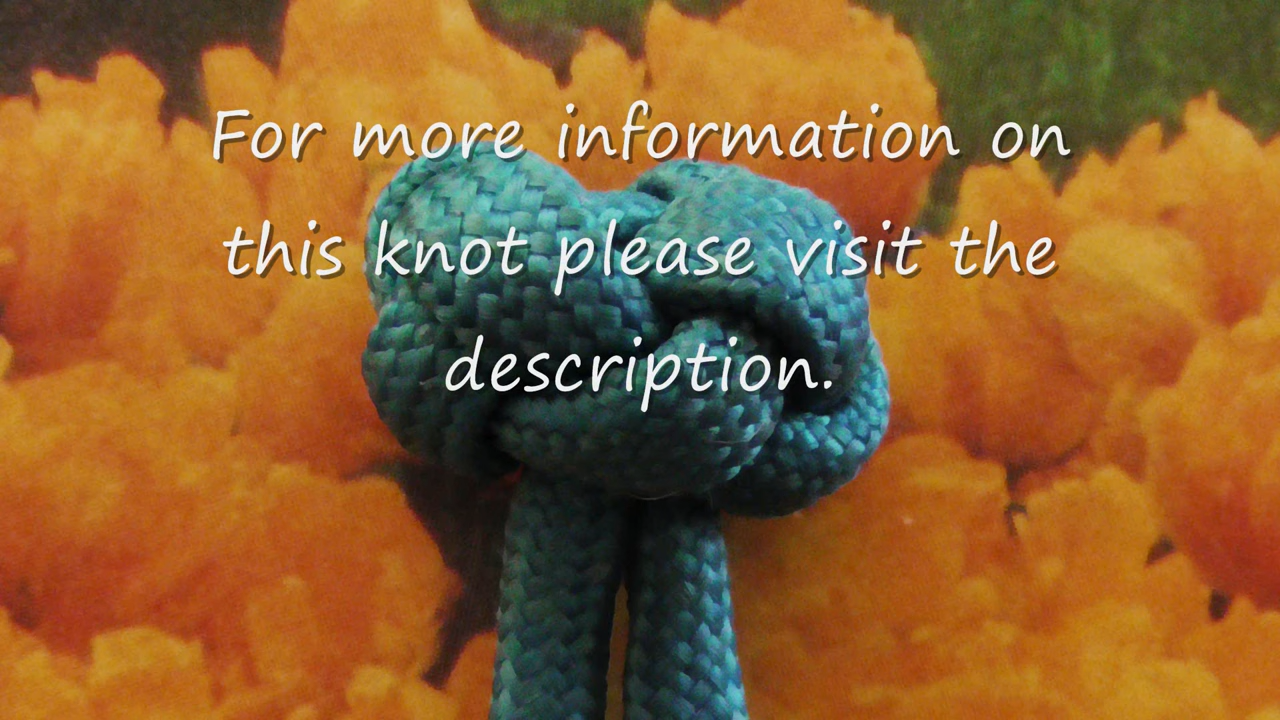 For more information on
this knot please visit the
description.